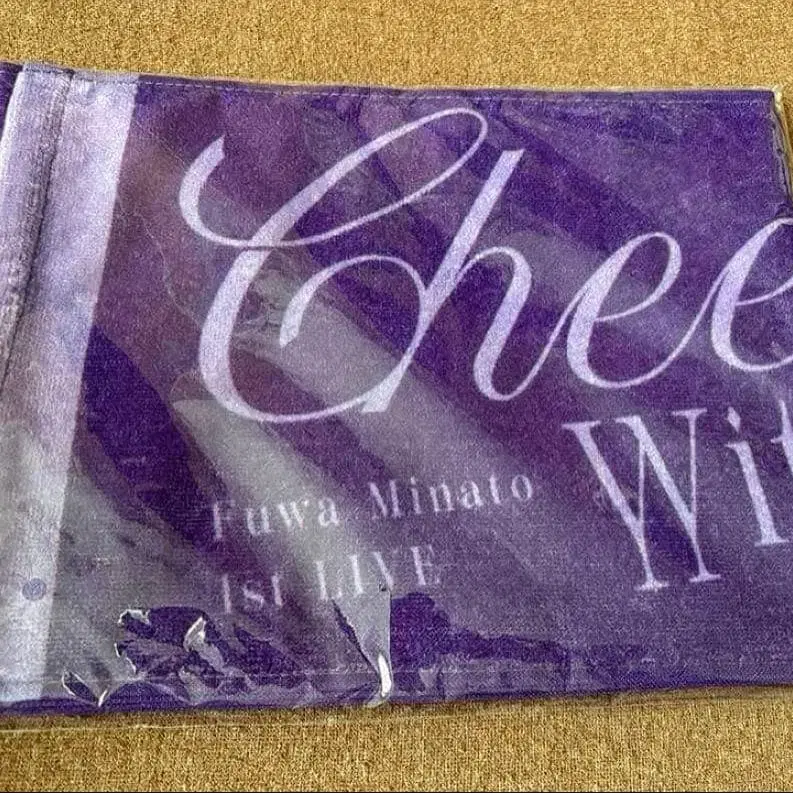 Chee
Wit
Fuwa Minato
1st LIVE